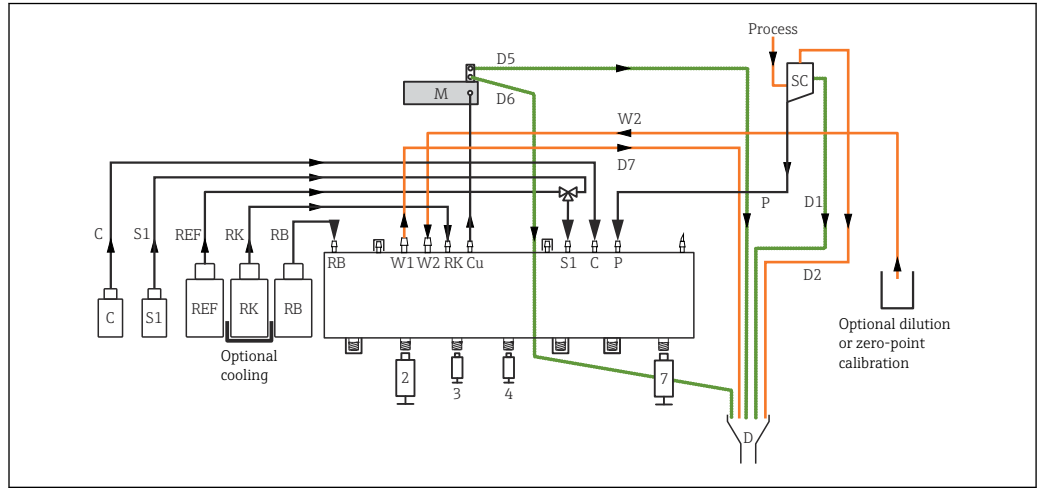 Process
D5
SC
M
D6
W2
D7
P
D1
C
S1
REF
RK
RB
RB
W1
W2
RK
Cu
S1
C
P
D2
C
S1
REF
RK
RB
Optional
cooling
Optional dilution
or zero-point
calibration
2
3
4
7
D